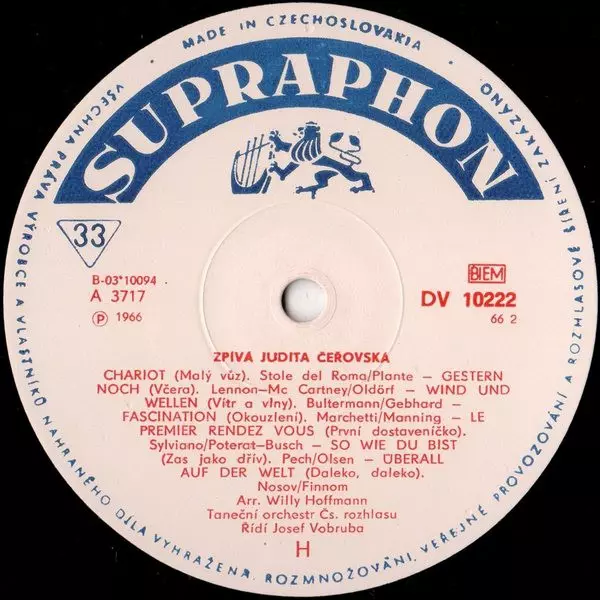 • MADE IN CZECHOSLOVAKIA •
SUPRAPHON
VŠECHNA PRÁVA VÝROBCE A VLASTNÍKŮ NAHRANÉHO DÍLA VYHRAŽENA. ROZMNOŽOVÁNÍ, VEŘEJNÉ PROVOZOVÁNÍ A ROZHLASOVÉ ŠÍŘENÍ ZAKÁZÁNO
33
B-03*10094
A 3717
Ⓟ 1966
BIEM
DV 10222
66 2
ZPÍVÁ JUDITA ČEŘOVSKÁ
CHARIOT (Malý vůz). Stole del Roma/Plante – GESTERN
NOCH (Včera). Lennon-Mc Cartney/Oldörf – WIND UND
WELLEN (Vítr a vlny). Bultermann/Gebhard –
FASCINATION (Okouzlení). Marchetti/Manning – LE
PREMIER RENDEZ VOUS (První dostaveníčko).
Sylviano/Poterat-Busch – SO WIE DU BIST
(Zas jako dřív). Pech/Olsen – ÜBERALL
AUF DER WELT (Daleko, daleko).
Nosov/Finnom
Arr. Willy Hoffmann
Taneční orchestr Čs. rozhlasu
Řídí Josef Vobruba
H